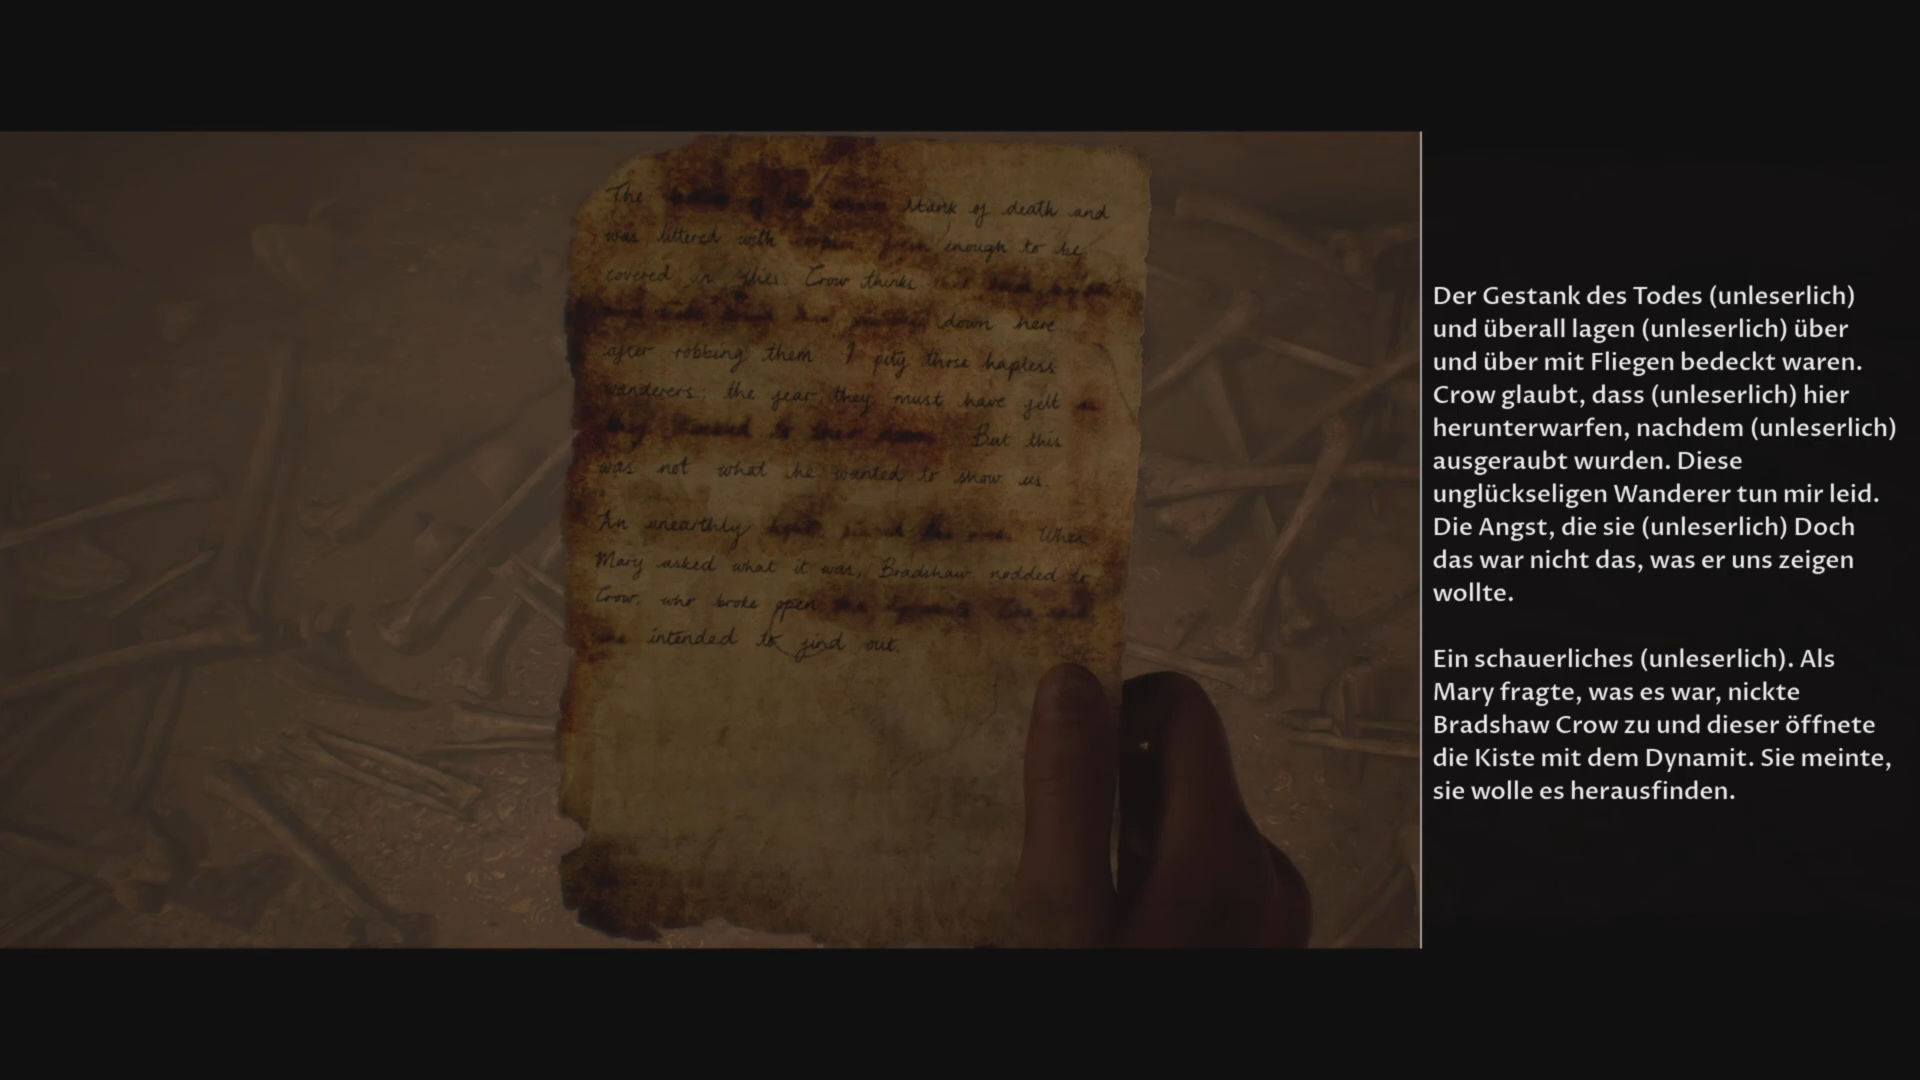 The stank of death and
was littered with enough to be
covered in flies. Crow thinks
down here
after robbing them I pity those hapless
wanderers, the fear they must have felt
But this
was not what he wanted to show us.
An unearthly When
Mary asked what it was, Bradshaw nodded to
Crow, who broke open
intended to find out.
Der Gestank des Todes (unleserlich)
und überall lagen (unleserlich) über
und über mit Fliegen bedeckt waren.
Crow glaubt, dass (unleserlich) hier
herunterwarfen, nachdem (unleserlich)
ausgeraubt wurden. Diese
unglückseligen Wanderer tun mir leid.
Die Angst, die sie (unleserlich) Doch
das war nicht das, was er uns zeigen
wollte.
Ein schauerliches (unleserlich). Als
Mary fragte, was es war, nickte
Bradshaw Crow zu und dieser öffnete
die Kiste mit dem Dynamit. Sie meinte,
sie wolle es herausfinden.